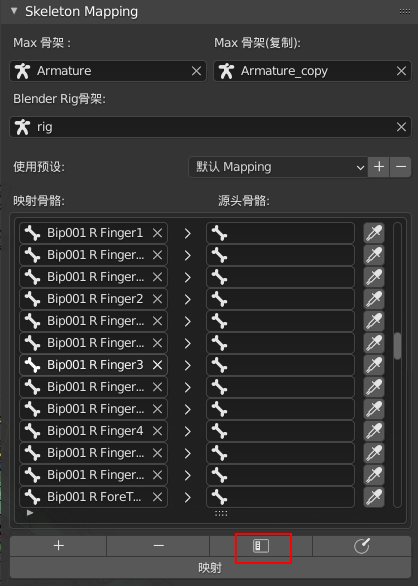 Skeleton Mapping
Max 骨架 : Max 骨架(复制):
Armature Armature_copy
Blender Rig骨架:
rig
使用预设: 默认 Mapping
映射骨骼: 源头骨骼:
Bip001 R Finger1
Bip001 R Finger...
Bip001 R Finger...
Bip001 R Finger2
Bip001 R Finger...
Bip001 R Finger...
Bip001 R Finger3
Bip001 R Finger...
Bip001 R Finger...
Bip001 R Finger4
Bip001 R Finger...
Bip001 R Finger...
Bip001 R ForeT...
映射